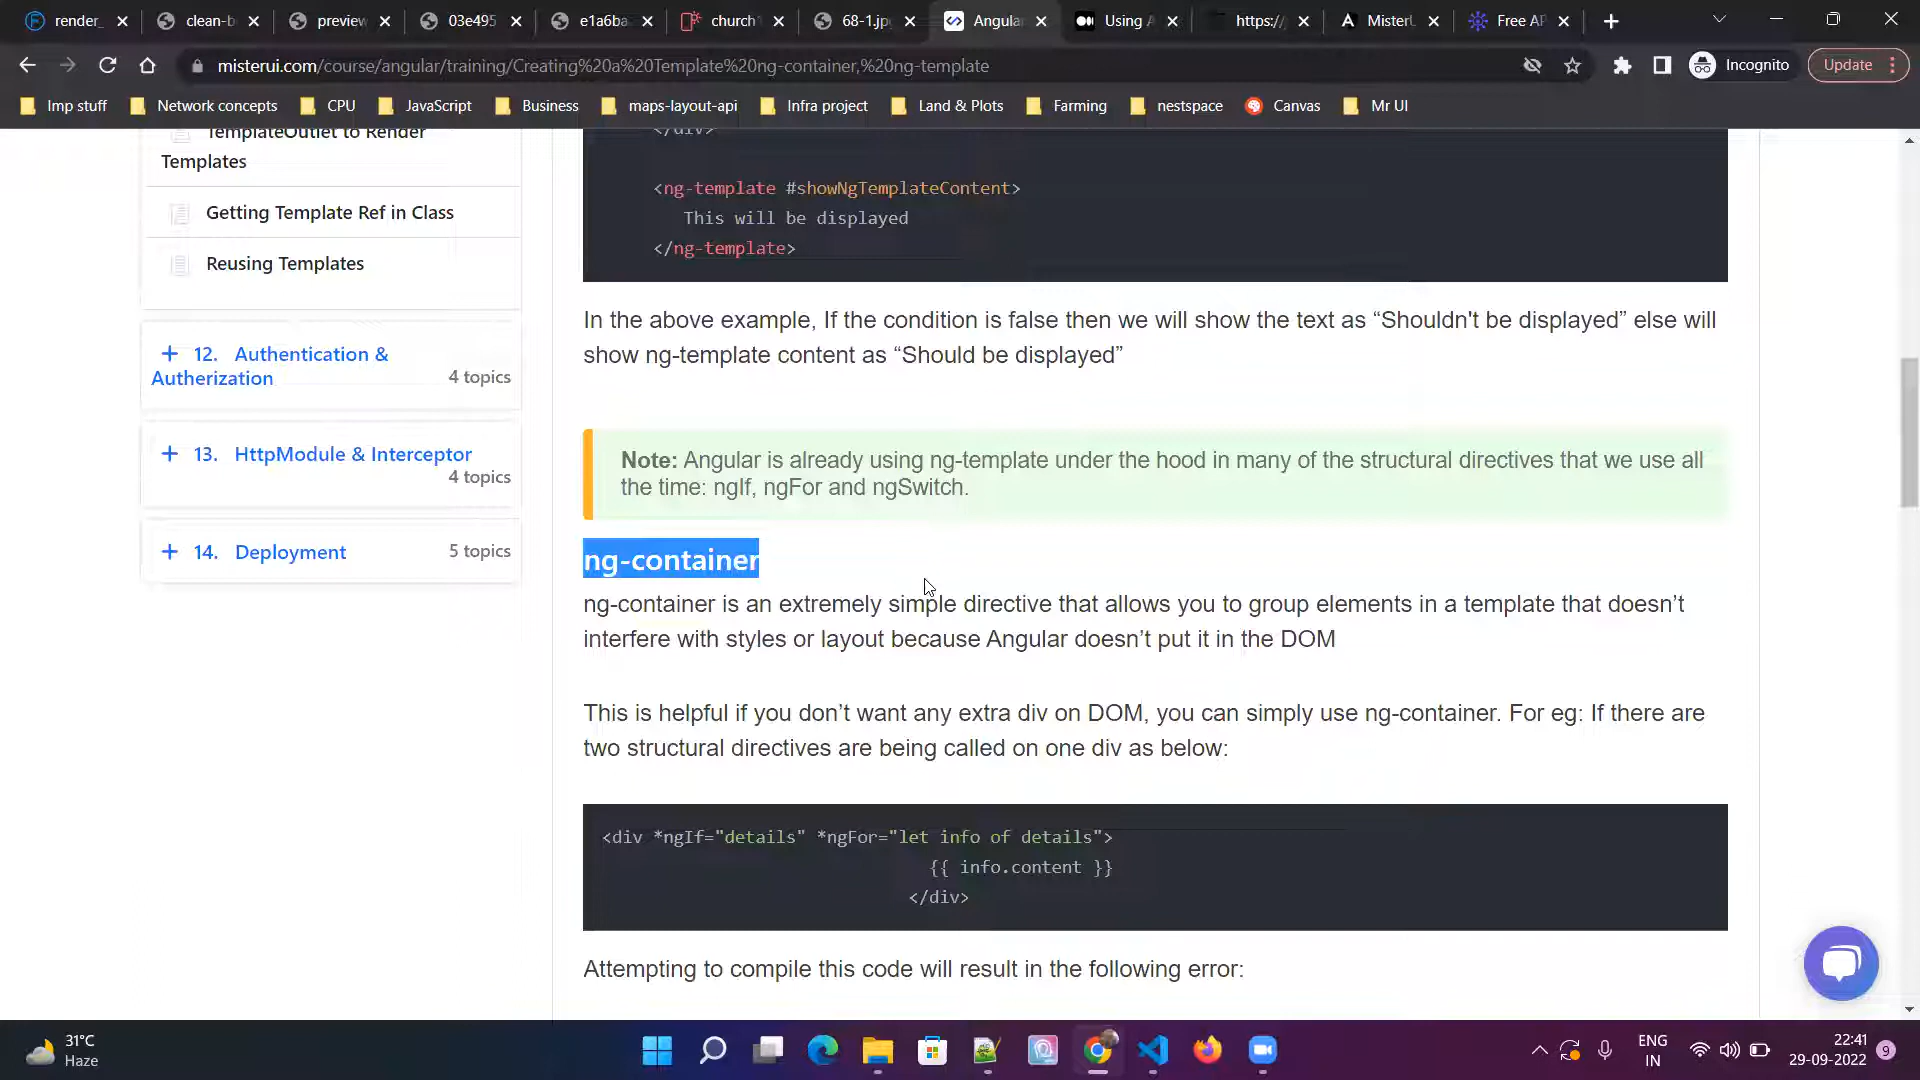 render_
clean-b
preview
03e495
e1a6ba
church
68-1.jp
Angular
Using A
https:/
MisterU
Free AP
misterui.com/course/angular/training/Creating%20a%20Template%20ng-container,%20ng-template
Incognito
Update
Imp stuff
Network concepts
CPU
JavaScript
Business
maps-layout-api
Infra project
Land & Plots
Farming
nestspace
Canvas
Mr UI
TemplateOutlet to Render
Templates
Getting Template Ref in Class
Reusing Templates
+ 12. Authentication &
Autherization
4 topics
+ 13. HttpModule & Interceptor
4 topics
+ 14. Deployment
5 topics
</div>
<ng-template #showNgTemplateContent>
This will be displayed
</ng-template>
In the above example, If the condition is false then we will show the text as “Shouldn't be displayed” else will
show ng-template content as “Should be displayed”
Note: Angular is already using ng-template under the hood in many of the structural directives that we use all
the time: ngIf, ngFor and ngSwitch.
ng-container
ng-container is an extremely simple directive that allows you to group elements in a template that doesn’t
interfere with styles or layout because Angular doesn’t put it in the DOM
This is helpful if you don’t want any extra div on DOM, you can simply use ng-container. For eg: If there are
two structural directives are being called on one div as below:
<div *ngIf="details" *ngFor="let info of details">
{{ info.content }}
</div>
Attempting to compile this code will result in the following error:
31°C
Haze
ENG
IN
22:41
29-09-2022
9